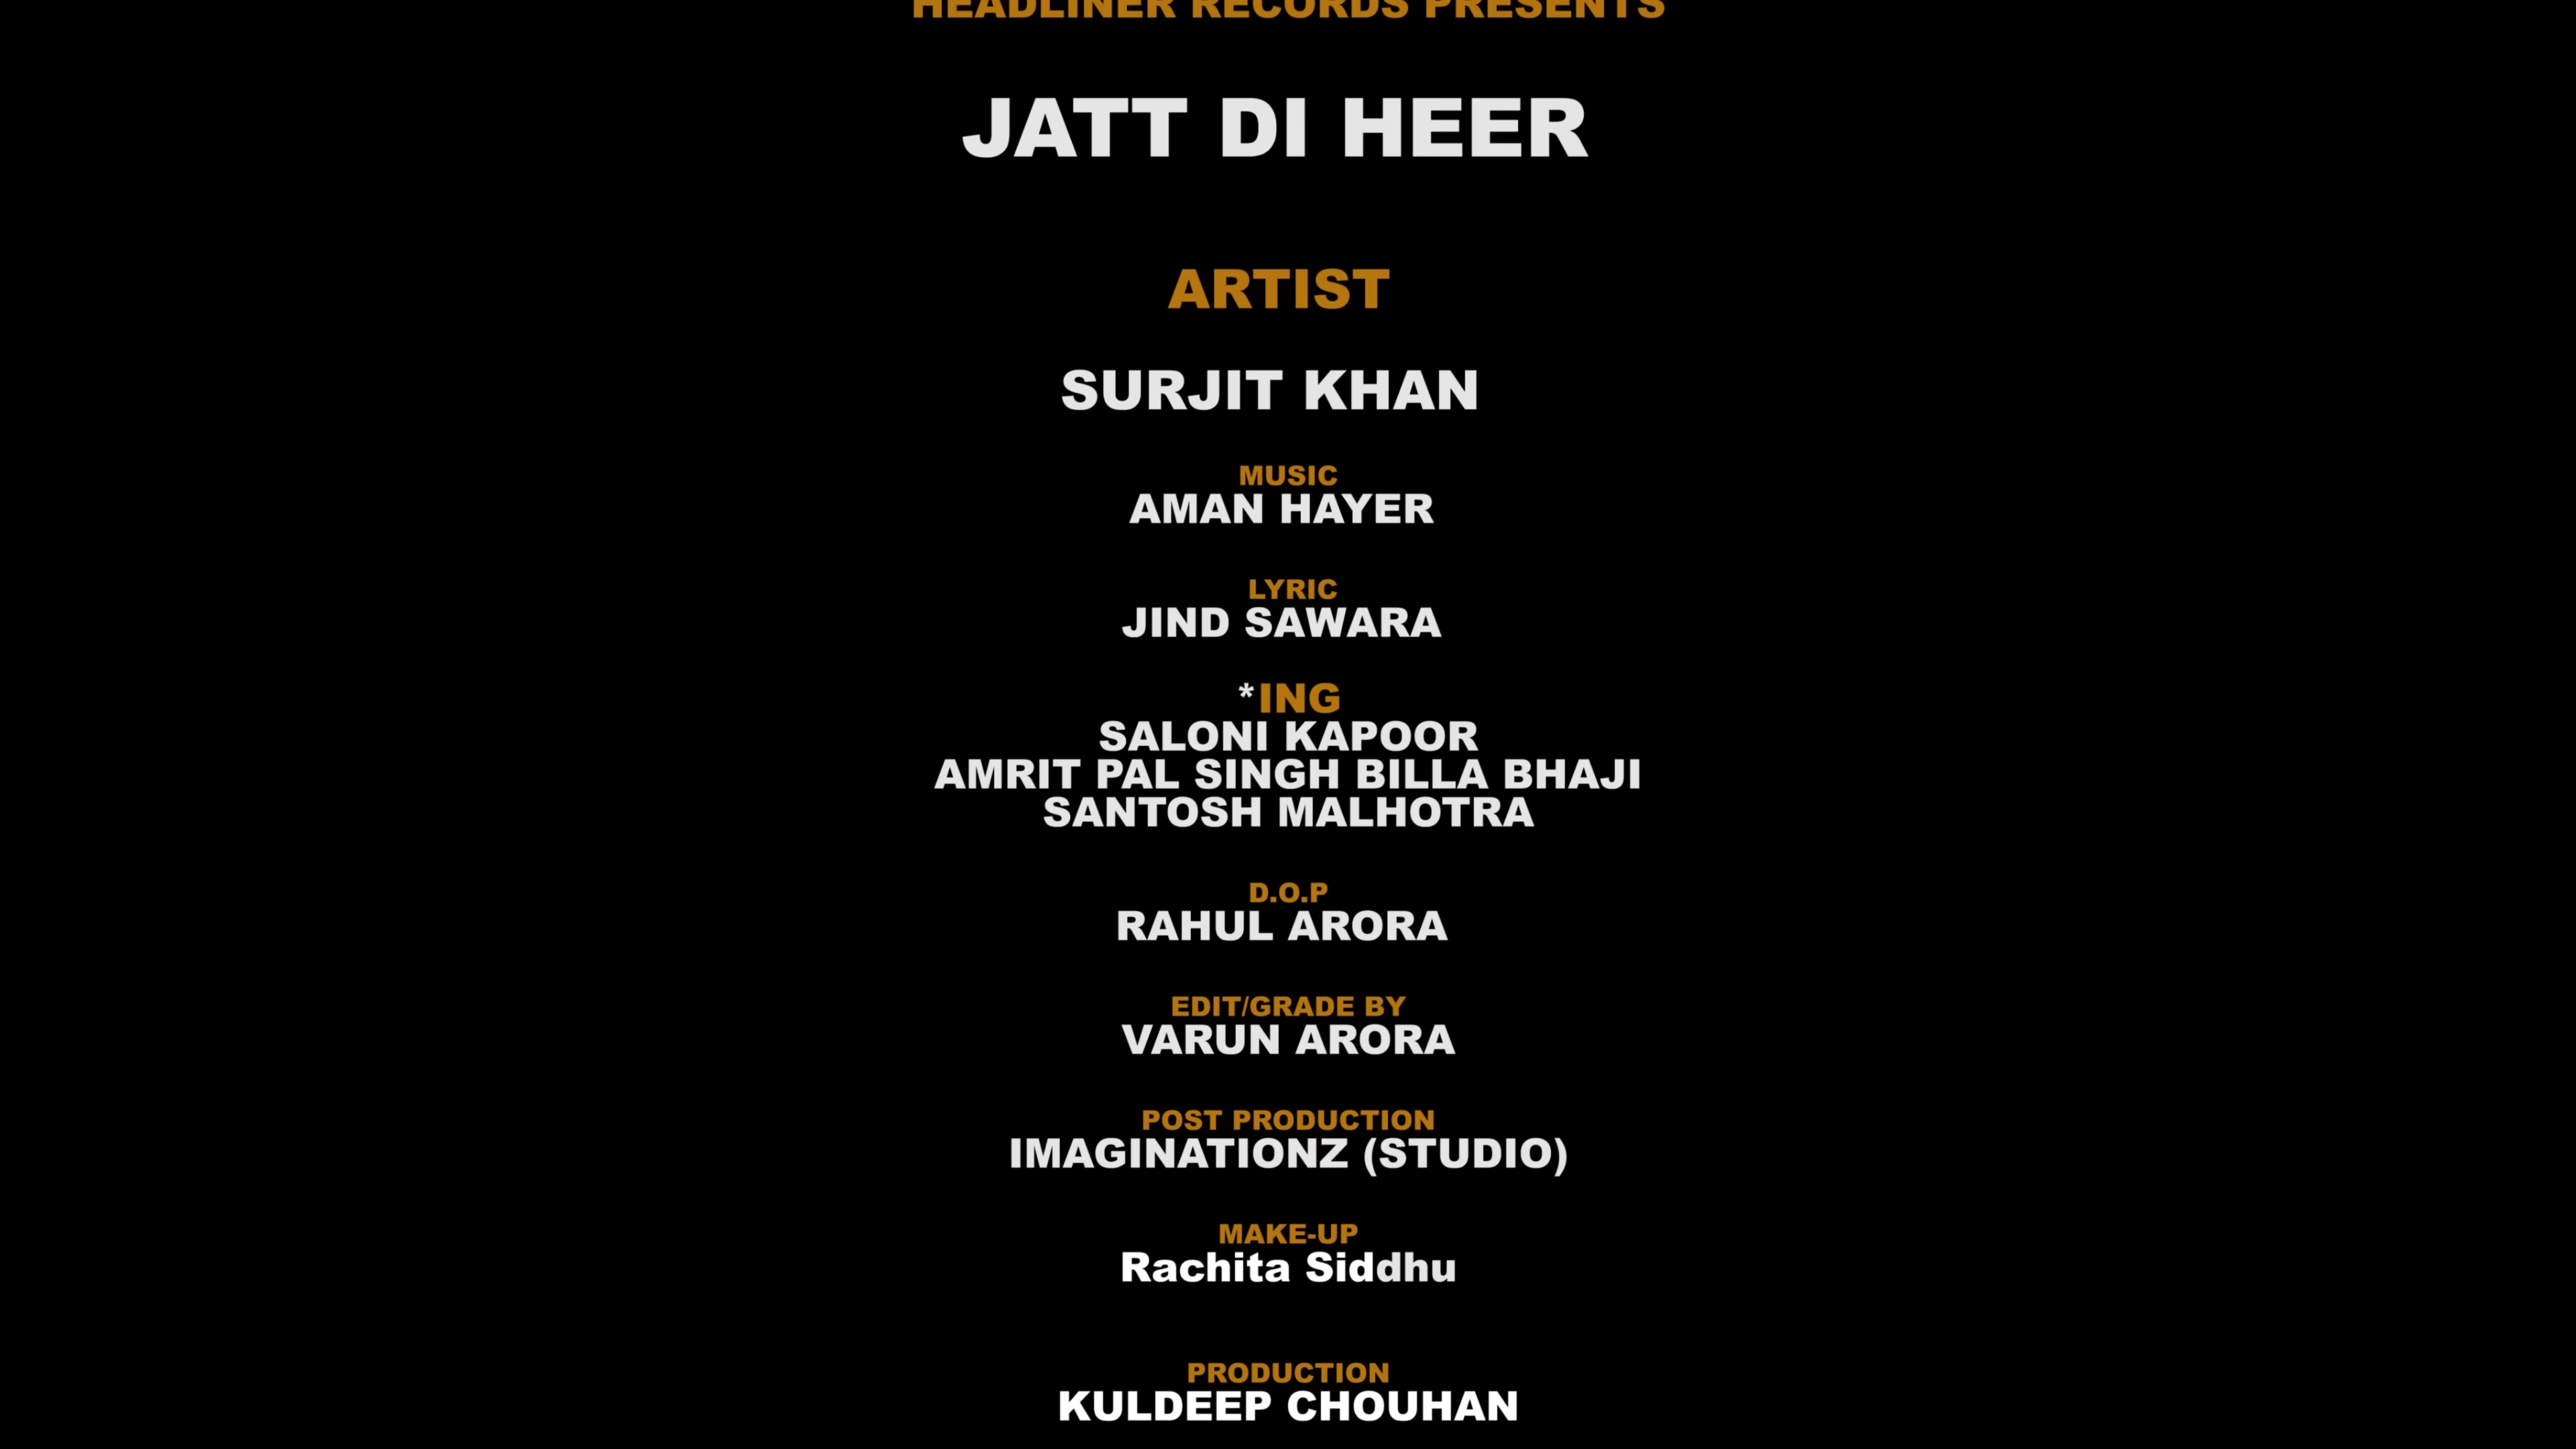 HEADLINER RECORDS PRESENTS
JATT DI HEER
ARTIST
SURJIT KHAN
MUSIC
AMAN HAYER
LYRIC
JIND SAWARA
*ING
SALONI KAPOOR
AMRIT PAL SINGH BILLA BHAJI
SANTOSH MALHOTRA
D.O.P
RAHUL ARORA
EDIT/GRADE BY
VARUN ARORA
POST PRODUCTION
IMAGINATIONZ (STUDIO)
MAKE-UP
Rachita Siddhu
PRODUCTION
KULDEEP CHOUHAN